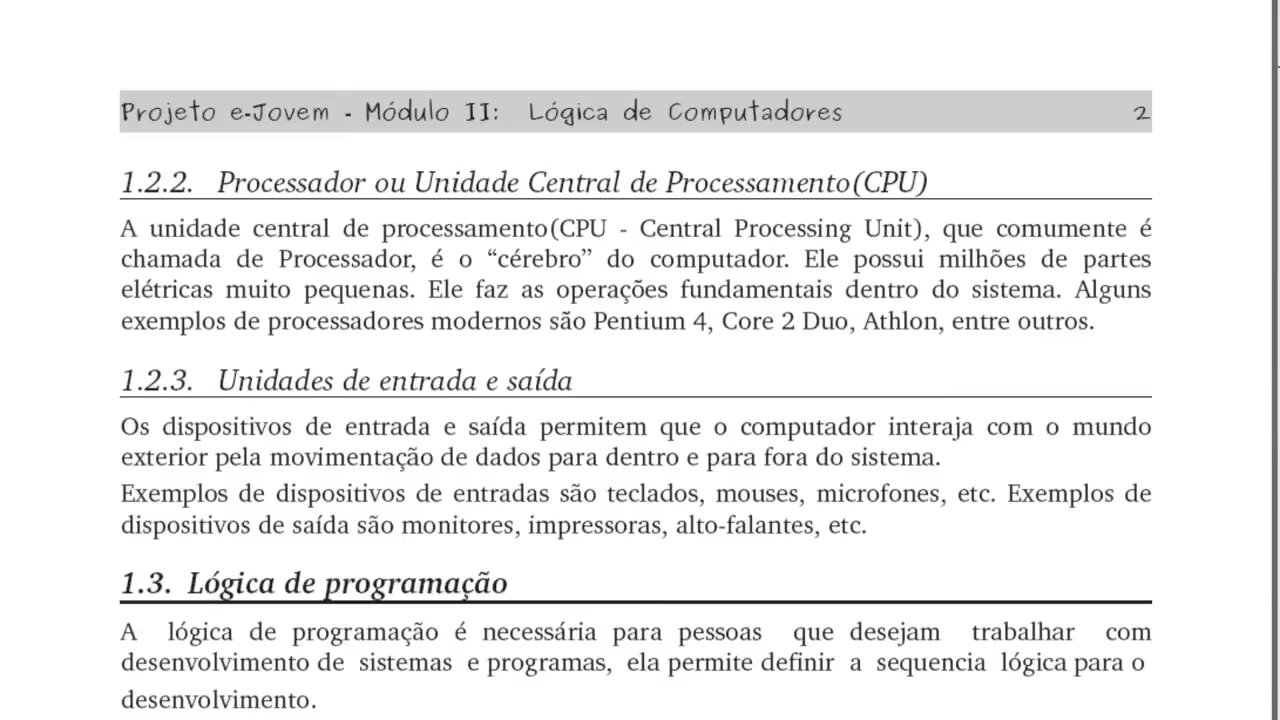 Projeto e-Jovem - Módulo II: Lógica de Computadores 2
1.2.2. Processador ou Unidade Central de Processamento(CPU)
A unidade central de processamento(CPU - Central Processing Unit), que comumente é
chamada de Processador, é o “cérebro” do computador. Ele possui milhões de partes
elétricas muito pequenas. Ele faz as operações fundamentais dentro do sistema. Alguns
exemplos de processadores modernos são Pentium 4, Core 2 Duo, Athlon, entre outros.
1.2.3. Unidades de entrada e saída
Os dispositivos de entrada e saída permitem que o computador interaja com o mundo
exterior pela movimentação de dados para dentro e para fora do sistema.
Exemplos de dispositivos de entradas são teclados, mouses, microfones, etc. Exemplos de
dispositivos de saída são monitores, impressoras, alto-falantes, etc.
1.3. Lógica de programação
A lógica de programação é necessária para pessoas que desejam trabalhar com
desenvolvimento de sistemas e programas, ela permite definir a sequencia lógica para o
desenvolvimento.